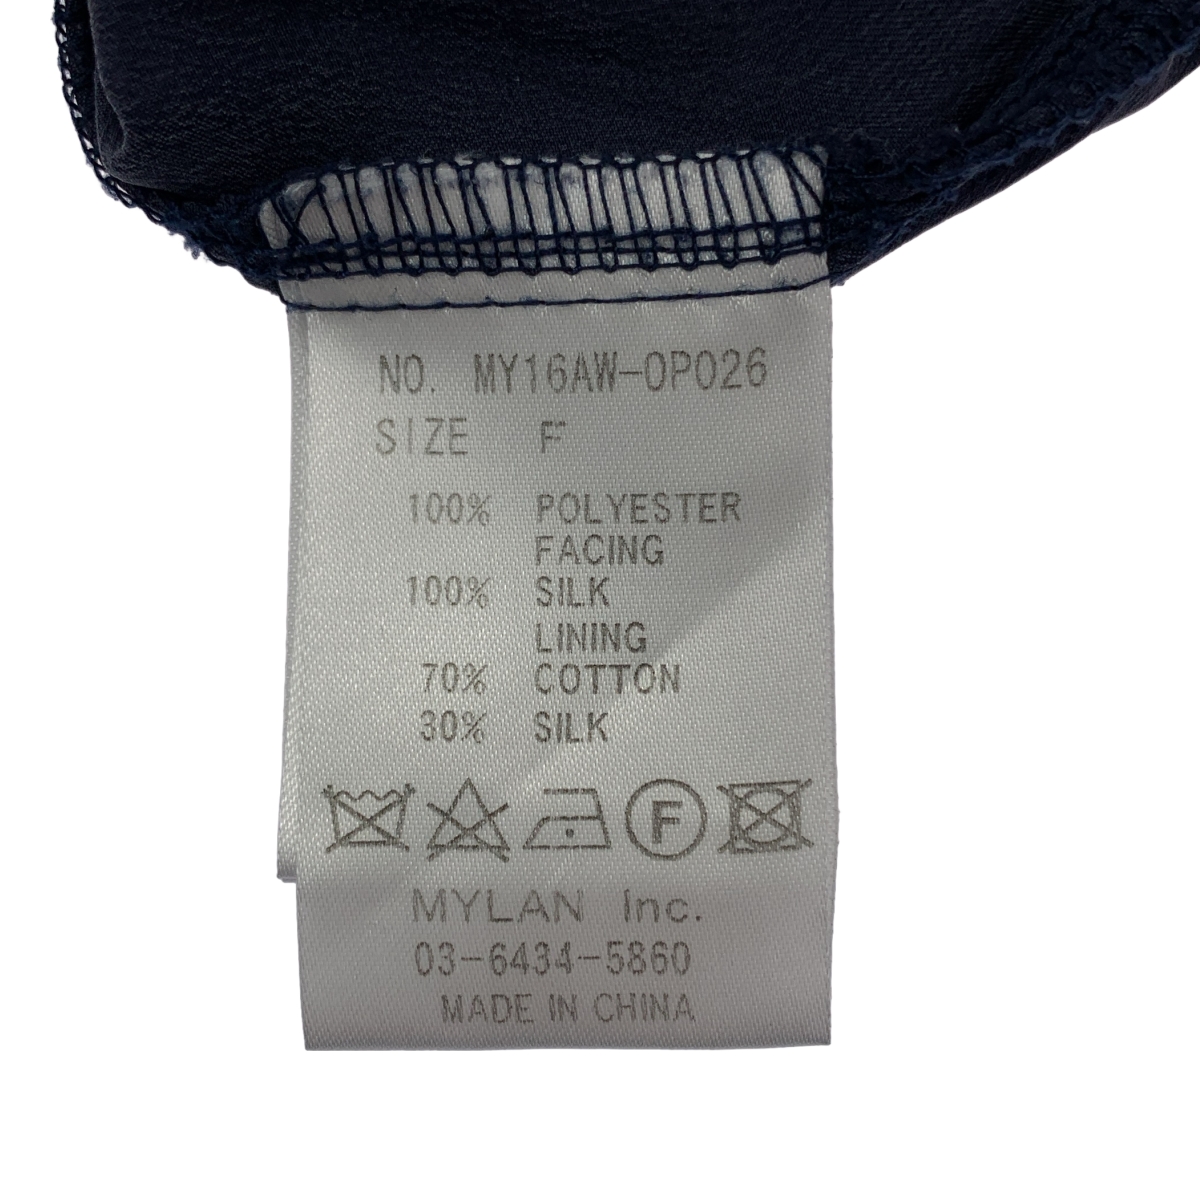 NO. MY16AW-OP026
SIZE F
100% POLYESTER
FACING
100% SILK
LINING
70% COTTON
30% SILK
F
MYLAN Inc.
03-6434-5860
MADE IN CHINA